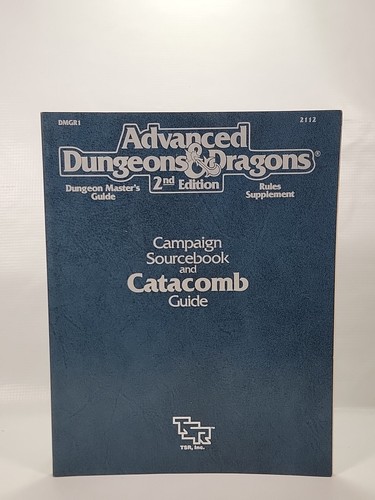 DMGR1 2112
Advanced
Dungeons & Dragons®
2nd Edition
Dungeon Master's
Guide
Rules
Supplement
Campaign
Sourcebook
and
Catacomb
Guide
TSR™
TSR, Inc.